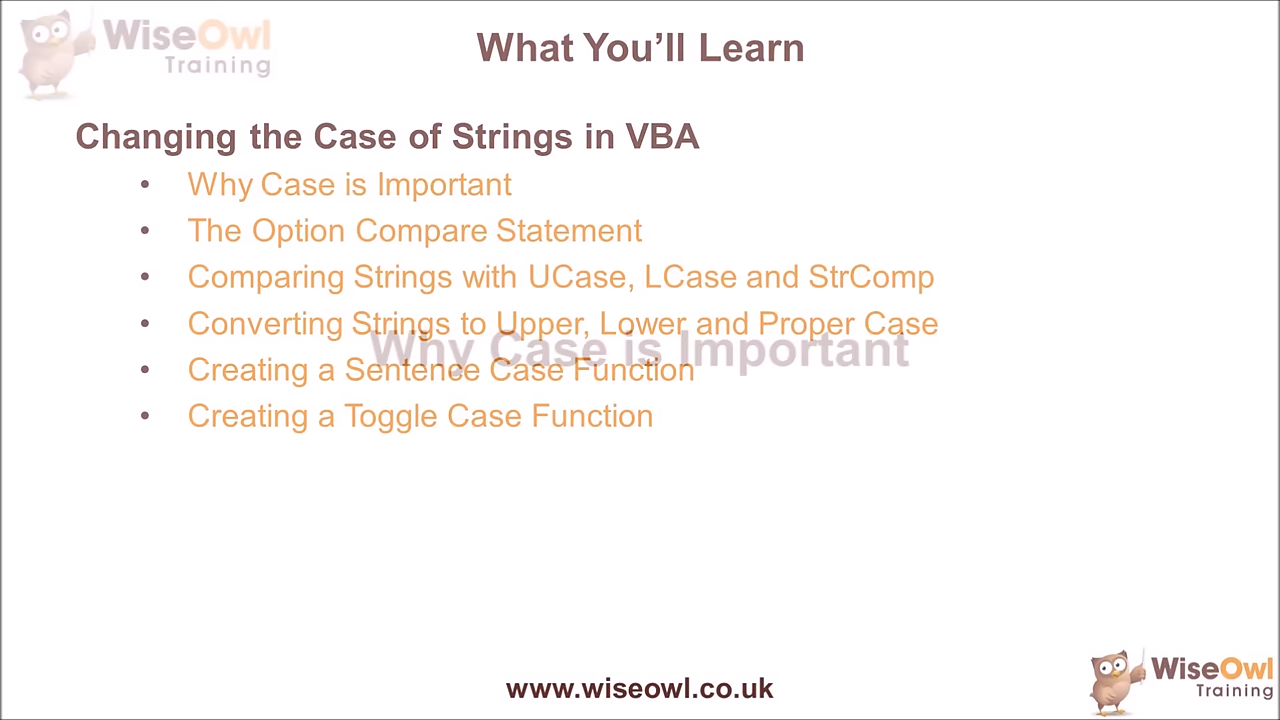 WiseOwl
Training
What You'll Learn
Changing the Case of Strings in VBA
• Why Case is Important
• The Option Compare Statement
• Comparing Strings with UCase, LCase and StrComp
• Converting Strings to Upper, Lower and Proper Case
Why Case is Important
• Creating a Sentence Case Function
• Creating a Toggle Case Function
WiseOwl
Training
www.wiseowl.co.uk